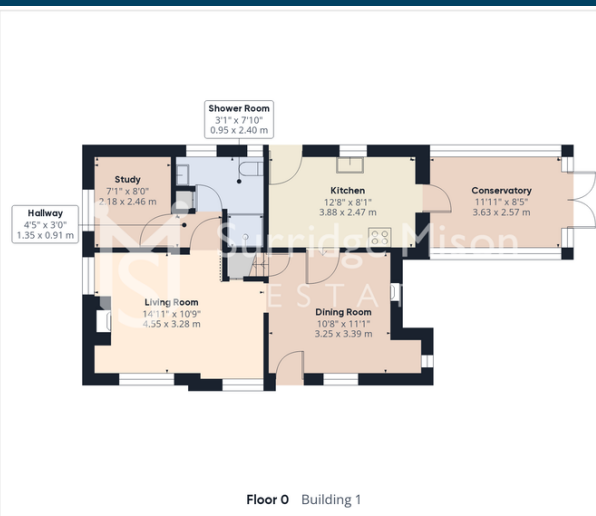 Shower Room
3'1" x 7'10"
0.95 x 2.40 m
Study
7'1" x 8'0"
2.18 x 2.46 m
Kitchen
12'8" x 8'1"
3.88 x 2.47 m
Conservatory
11'11" x 8'5"
3.63 x 2.57 m
Hallway
4'5" x 3'0"
1.35 x 0.91 m
Surridge Mison
ESTA
Living Room
14'11" x 10'9"
4.55 x 3.28 m
Dining Room
10'8" x 11'1"
3.25 x 3.39 m
Floor 0 Building 1